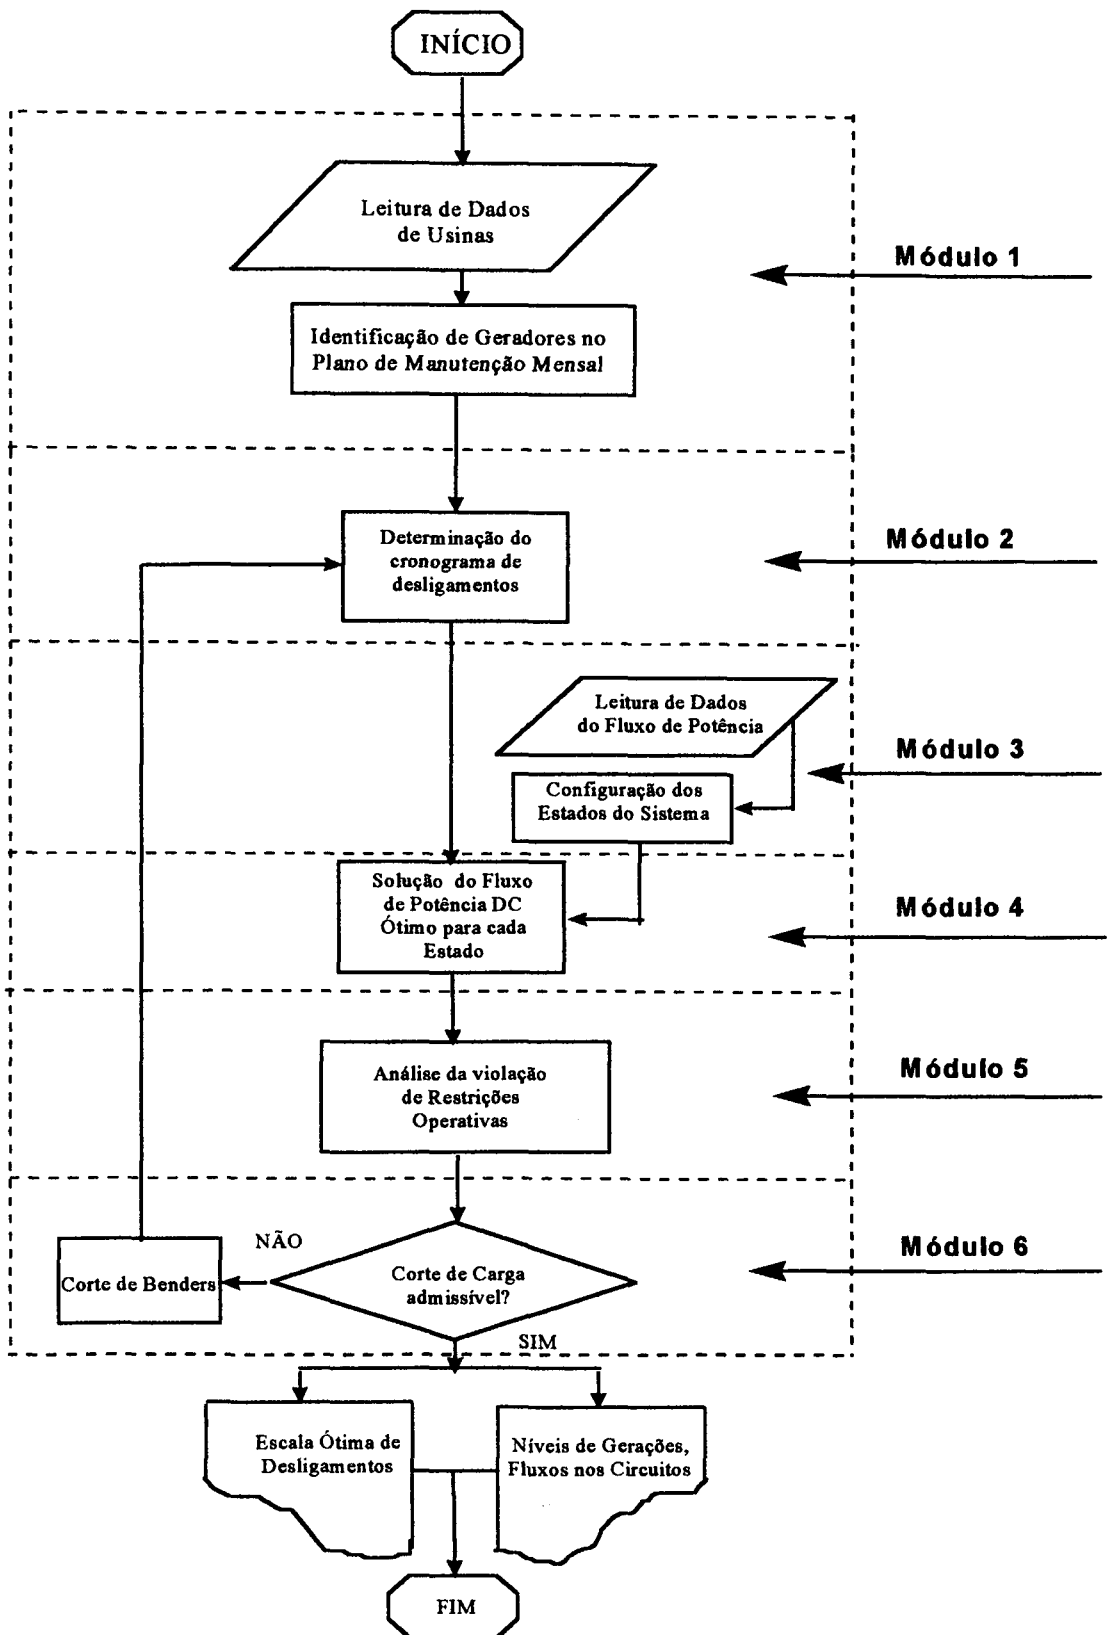 INÍCIO
Leitura de Dados
de Usinas
Módulo 1
Identificação de Geradores no
Plano de Manutenção Mensal
Determinação do
cronograma de
desligamentos
Módulo 2
Leitura de Dados
do Fluxo de Potência
Módulo 3
Configuração dos
Estados do Sistema
Solução do Fluxo
de Potência DC
Ótimo para cada
Estado
Módulo 4
Análise da violação
de Restrições
Operativas
Módulo 5
NÃO
Corte de Benders
Corte de Carga
admissível?
Módulo 6
SIM
Escala Ótima de
Desligamentos
Níveis de Gerações,
Fluxos nos Circuitos
FIM